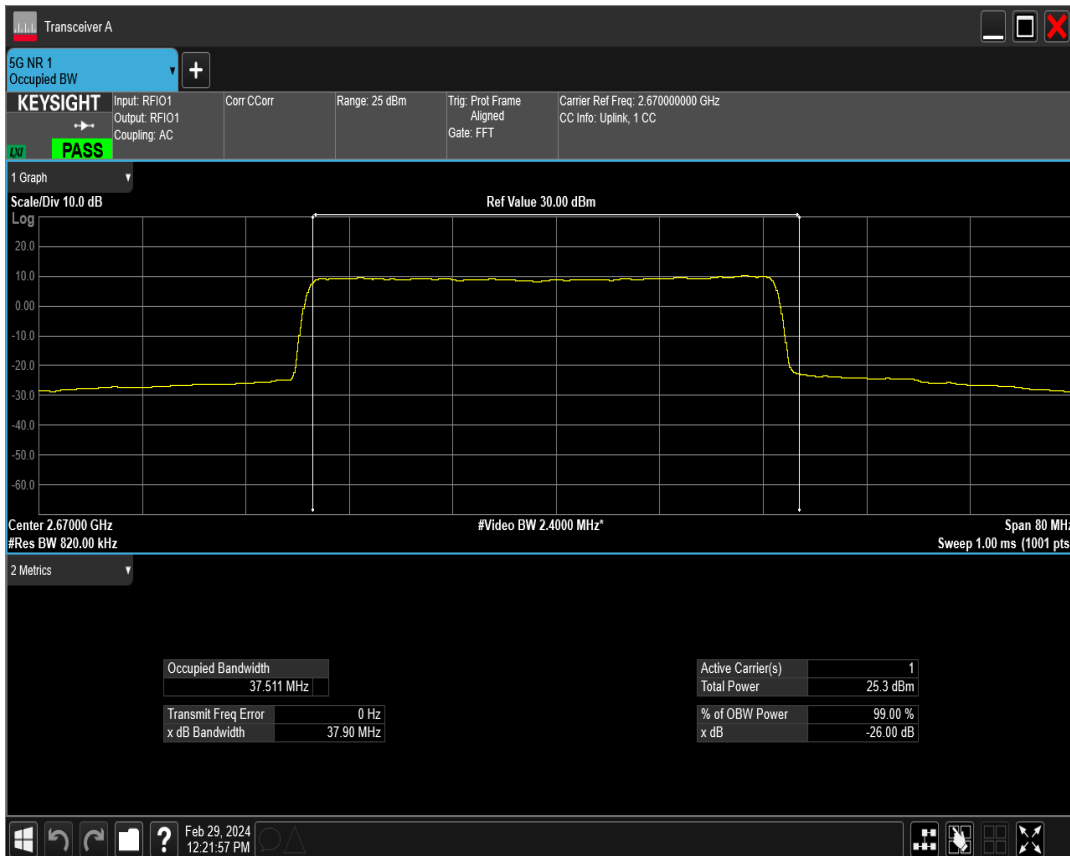 Transceiver A
5G NR 1
Occupied BW
+
KEYSIGHT
LXI
PASS
Input: RFIO1
Output: RFIO1
Coupling: AC
Corr CCorr
Range: 25 dBm
Trig: Prot Frame
Aligned
Gate: FFT
Carrier Ref Freq: 2.670000000 GHz
CC Info: Uplink, 1 CC
1 Graph
Scale/Div 10.0 dB
Ref Value 30.00 dBm
Log
20.0
10.0
0.00
-10.0
-20.0
-30.0
-40.0
-50.0
-60.0
Center 2.67000 GHz
#Video BW 2.4000 MHz*
Span 80 MHz
#Res BW 820.00 kHz
Sweep 1.00 ms (1001 pts
2 Metrics
Occupied Bandwidth
37.511 MHz
Transmit Freq Error 0 Hz
x dB Bandwidth 37.90 MHz
Active Carrier(s) 1
Total Power 25.3 dBm
% of OBW Power 99.00 %
x dB -26.00 dB
?
Feb 29, 2024
12:21:57 PM